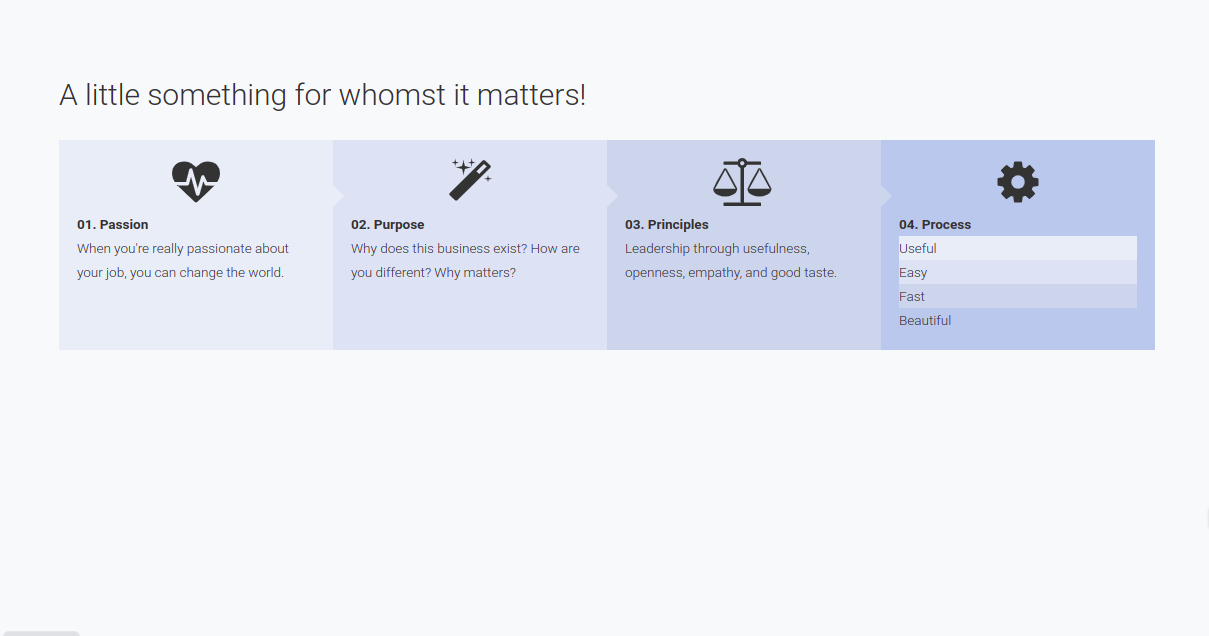 A little something for whomst it matters!
01. Passion
When you're really passionate about
your job, you can change the world.
02. Purpose
Why does this business exist? How are
you different? Why matters?
03. Principles
Leadership through usefulness,
openness, empathy, and good taste.
04. Process
Useful
Easy
Fast
Beautiful